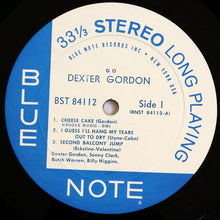 33⅓ STEREO LONG PLAYING
BLUE NOTE RECORDS INC • NEW YORK USA
GO
DEXTER GORDON
BST 84112
Side 1
(BNST 84112-A)
1. CHEESE CAKE (Gordon)
GROOVE MUSIC - BMI
2. I GUESS I'LL HANG MY TEARS
OUT TO DRY (Styne-Cahn)
3. SECOND BALCONY JUMP
(Eckstine-Valentine)
Dexter Gordon, Sonny Clark,
Butch Warren, Billy Higgins.
BLUE
NOTE